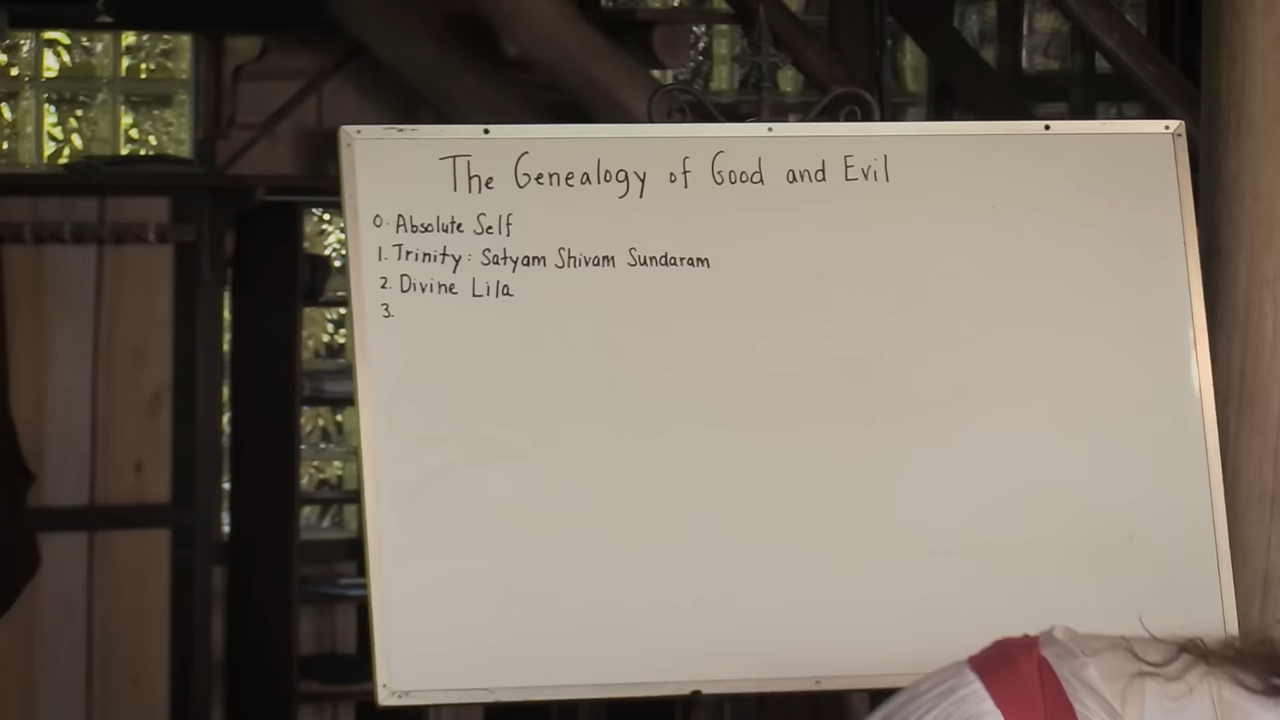 The Genealogy of Good and Evil
0. Absolute Self
1. Trinity: Satyam Shivam Sundaram
2. Divine Lila
3.